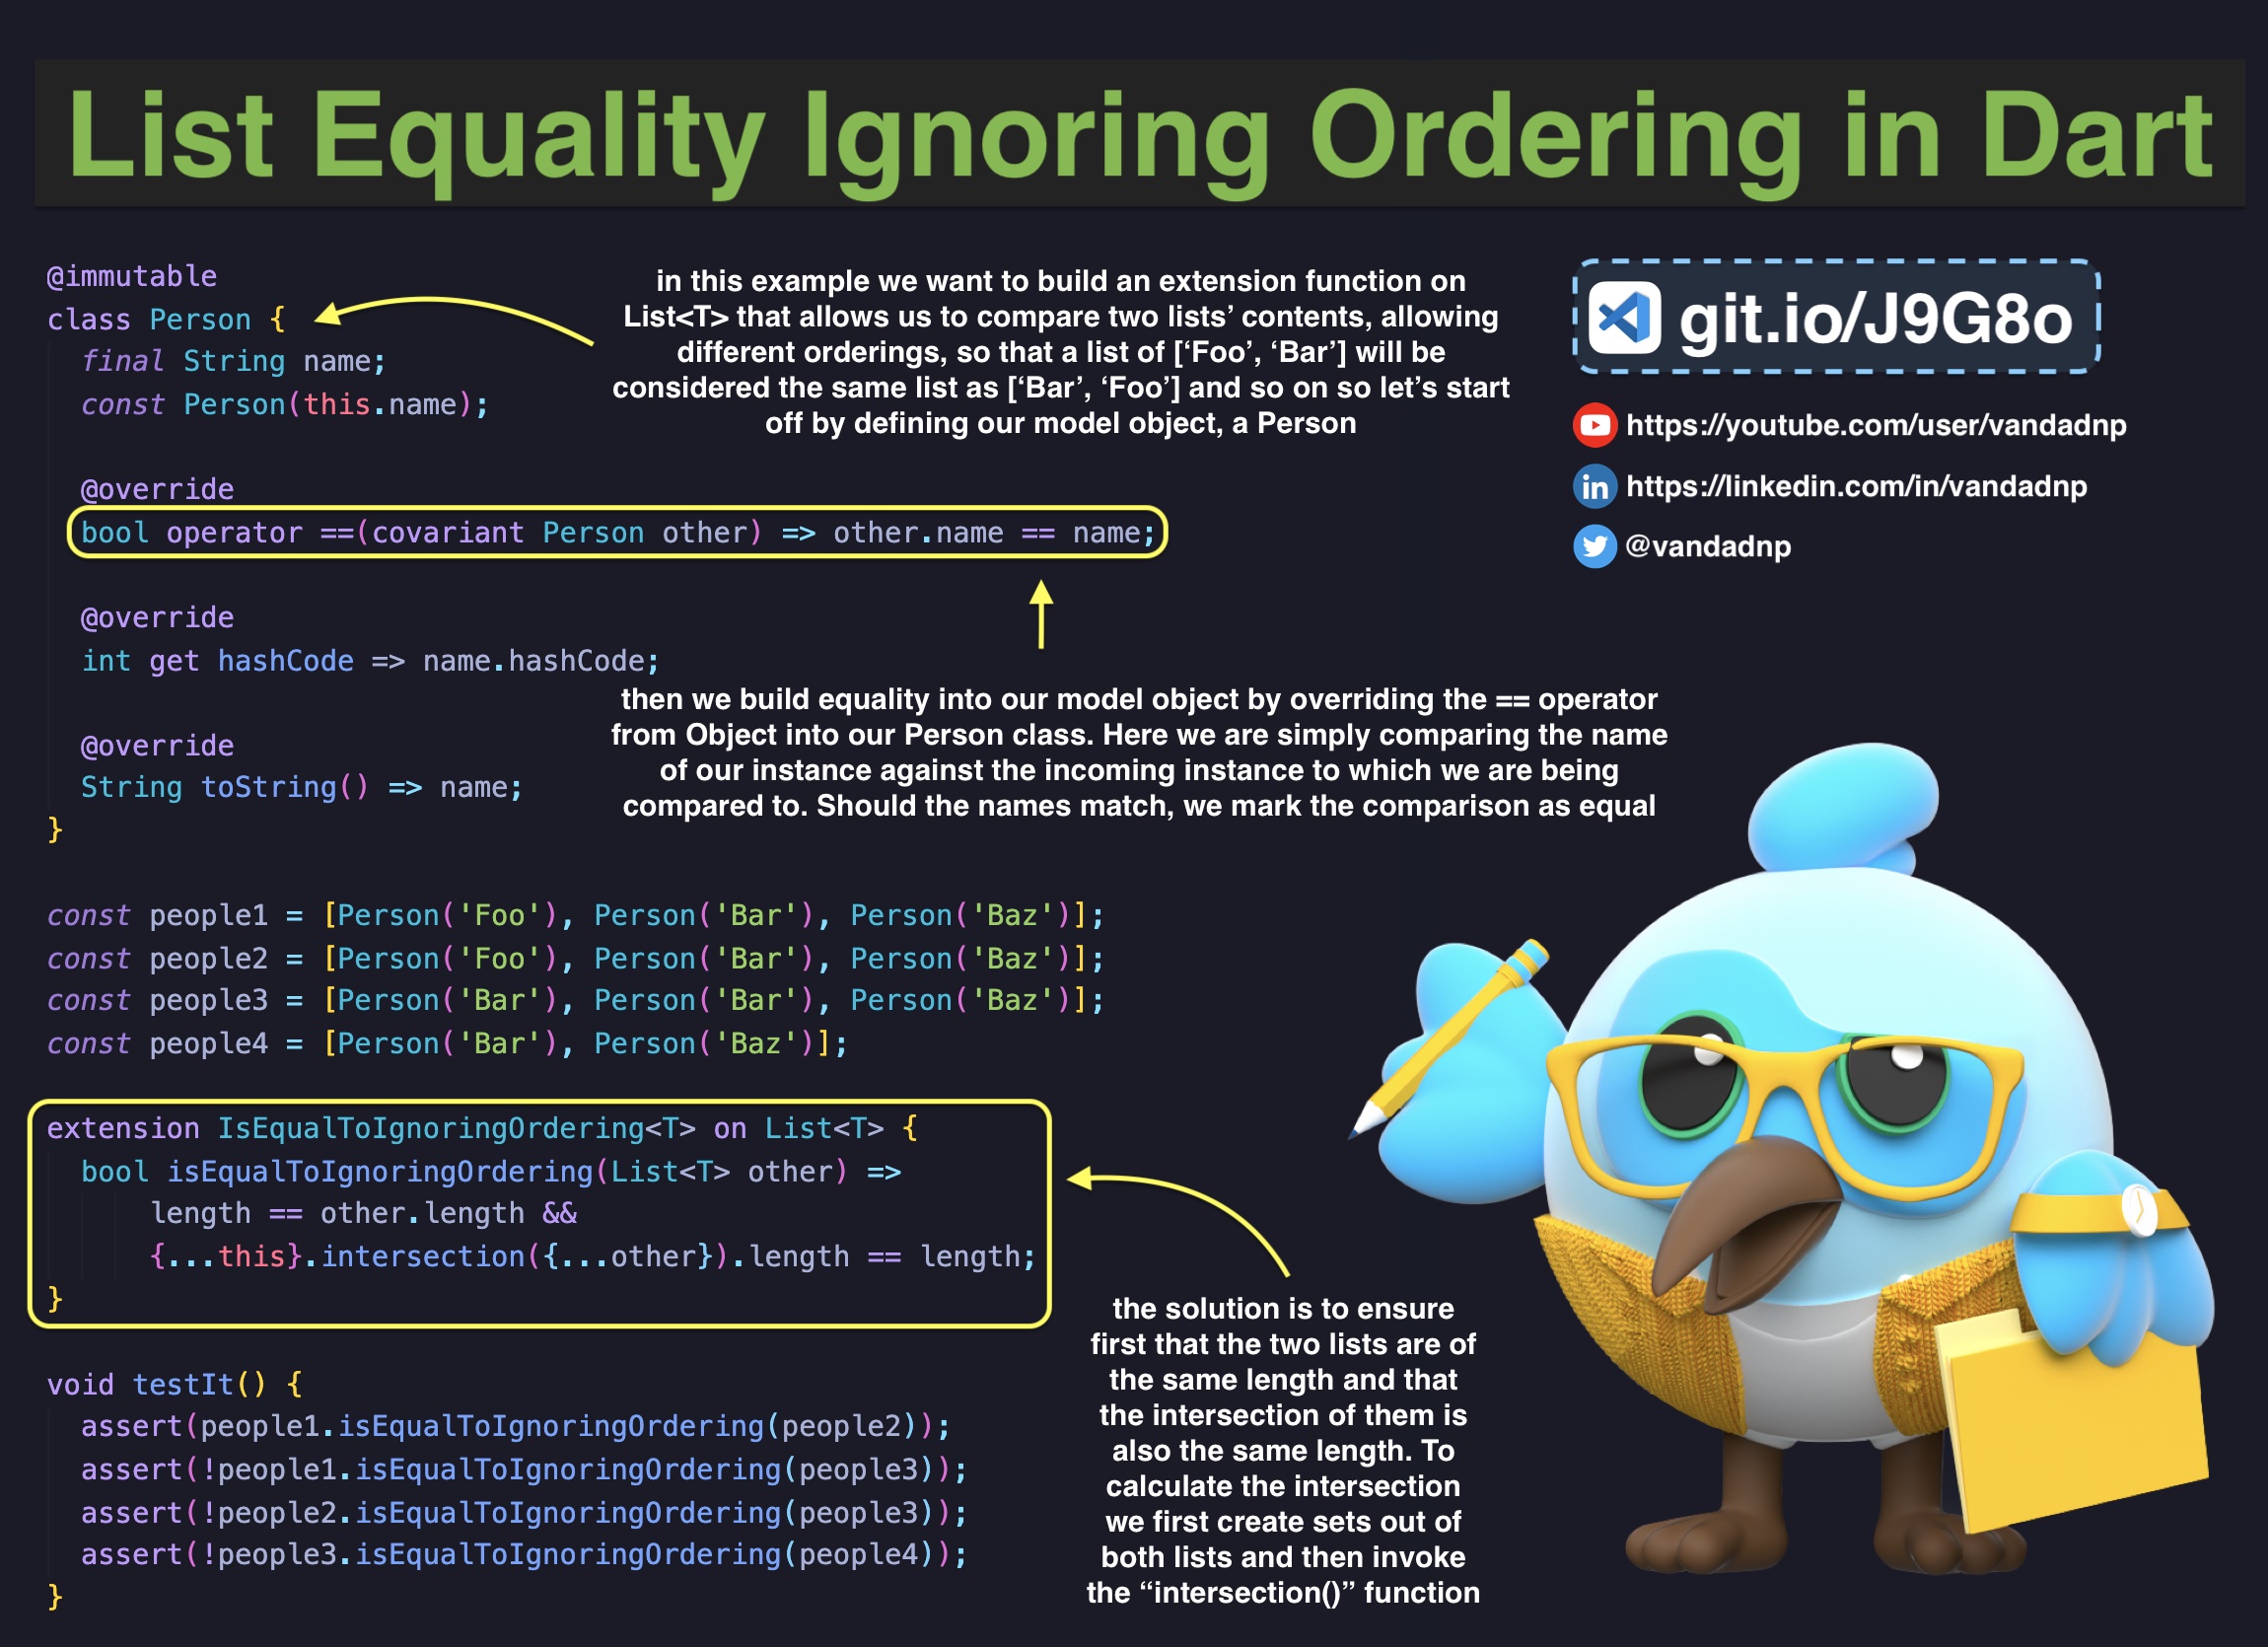 List Equality Ignoring Ordering in Dart
@immutable
class Person {
final String name;
const Person(this.name);
@override
bool operator ==(covariant Person other) => other.name == name;
@override
int get hashCode => name.hashCode;
@override
String toString() => name;
}
in this example we want to build an extension function on
List<T> that allows us to compare two lists’ contents, allowing
different orderings, so that a list of [‘Foo’, ‘Bar’] will be
considered the same list as [‘Bar’, ‘Foo’] and so on so let’s start
off by defining our model object, a Person
git.io/J9G8o
https://youtube.com/user/vandadnp
https://linkedin.com/in/vandadnp
@vandadnp
then we build equality into our model object by overriding the == operator
from Object into our Person class. Here we are simply comparing the name
of our instance against the incoming instance to which we are being
compared to. Should the names match, we mark the comparison as equal
const people1 = [Person('Foo'), Person('Bar'), Person('Baz')];
const people2 = [Person('Foo'), Person('Bar'), Person('Baz')];
const people3 = [Person('Bar'), Person('Bar'), Person('Baz')];
const people4 = [Person('Bar'), Person('Baz')];
extension IsEqualToIgnoringOrdering<T> on List<T> {
bool isEqualToIgnoringOrdering(List<T> other) =>
length == other.length &&
{...this}.intersection({...other}).length == length;
}
void testIt() {
assert(people1.isEqualToIgnoringOrdering(people2));
assert(!people1.isEqualToIgnoringOrdering(people3));
assert(!people2.isEqualToIgnoringOrdering(people3));
assert(!people3.isEqualToIgnoringOrdering(people4));
}
the solution is to ensure
first that the two lists are of
the same length and that
the intersection of them is
also the same length. To
calculate the intersection
we first create sets out of
both lists and then invoke
the “intersection()” function